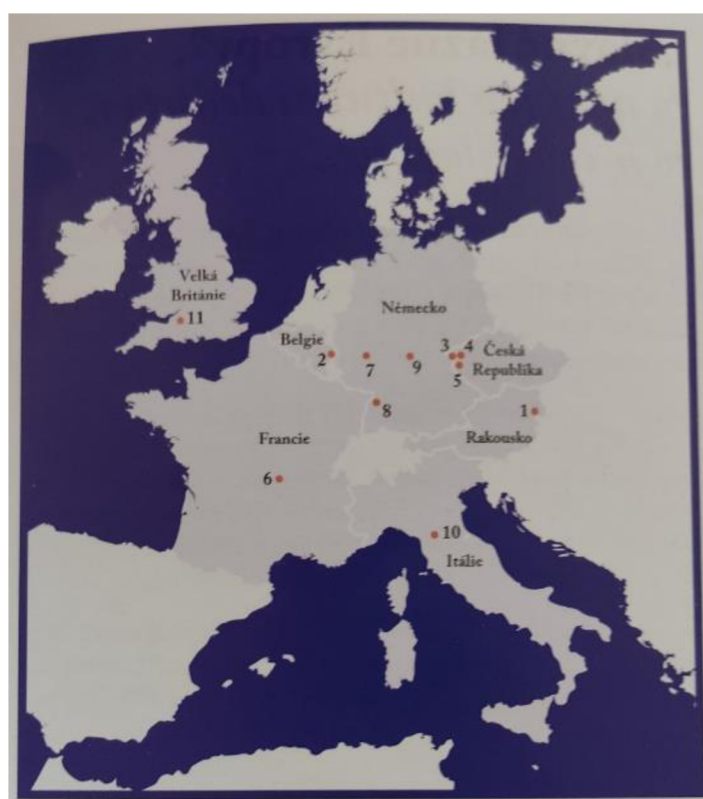 Velká
Británie
11
Německo
Belgie
2
7
9
3
4
5
Česká
Republika
8
1
Rakousko
Francie
6
10
Itálie